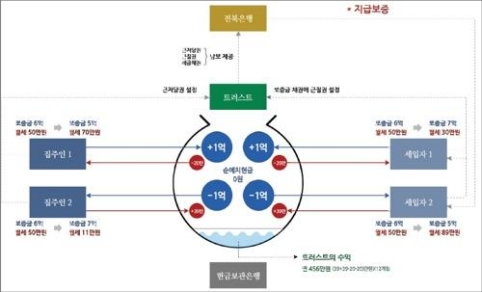 전북은행
* 지급보증
근저당권
근질권
예금채권
담보 제공
근저당권 설정
트러스트
보증금 채권에 근질권 설정
보증금 6억
월세 50만원
보증금 5억
월세 70만원
집주인 1
+1억
+1억
보증금 6억
월세 50만원
보증금 7억
월세 30만원
세입자 1
순예치현금
0원
집주인 2
-1억
-1억
세입자 2
보증금 6억
월세 50만원
보증금 7억
월세 11만원
보증금 6억
월세 50만원
보증금 5억
월세 89만원
트러스트의 수익
연 456만원
현금보관은행